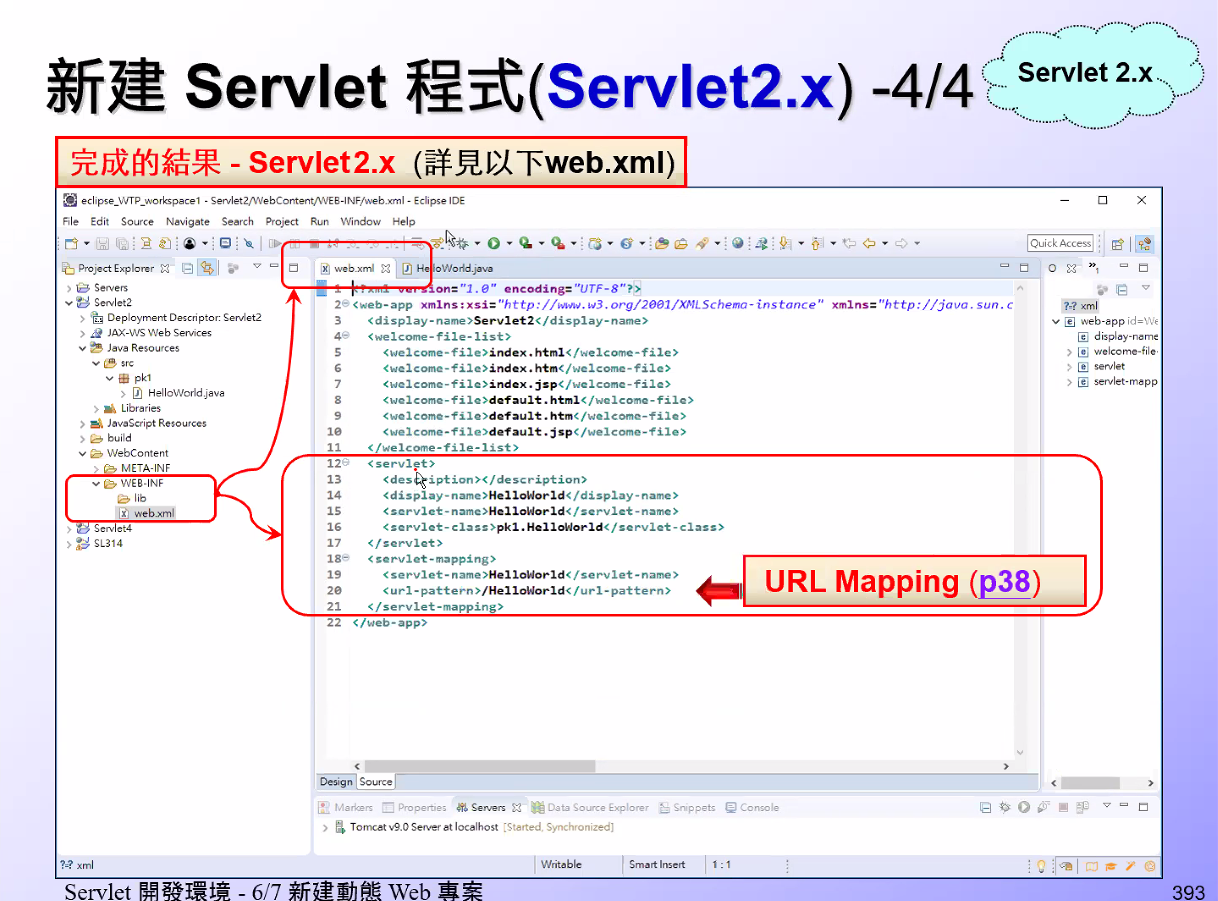 新建 Servlet 程式(Servlet2.x) -4/4
Servlet 2.x
完成的結果 - Servlet2.x (詳見以下web.xml)
eclipse_WTP_workspace1 - Servlet2/WebContent/WEB-INF/web.xml - Eclipse IDE
File Edit Source Navigate Search Project Run Window Help
Quick Access
Project Explorer
Servers
Servlet2
Deployment Descriptor: Servlet2
JAX-WS Web Services
Java Resources
src
pk1
HelloWorld.java
Libraries
JavaScript Resources
build
WebContent
META-INF
WEB-INF
lib
web.xml
Servlet4
SL314
web.xml HelloWorld.java
1 <?xml version="1.0" encoding="UTF-8"?>
2 <web-app xmlns:xsi="http://www.w3.org/2001/XMLSchema-instance" xmlns="http://java.sun.c
3 <display-name>Servlet2</display-name>
4 <welcome-file-list>
5 <welcome-file>index.html</welcome-file>
6 <welcome-file>index.htm</welcome-file>
7 <welcome-file>index.jsp</welcome-file>
8 <welcome-file>default.html</welcome-file>
9 <welcome-file>default.htm</welcome-file>
10 <welcome-file>default.jsp</welcome-file>
11 </welcome-file-list>
12 <servlet>
13 <description></description>
14 <display-name>HelloWorld</display-name>
15 <servlet-name>HelloWorld</servlet-name>
16 <servlet-class>pk1.HelloWorld</servlet-class>
17 </servlet>
18 <servlet-mapping>
19 <servlet-name>HelloWorld</servlet-name>
20 <url-pattern>/HelloWorld</url-pattern>
21 </servlet-mapping>
22 </web-app>
URL Mapping (p38)
O
?-? xml
web-app id=We
display-name
welcome-file-
servlet
servlet-mapp
Design Source
Markers Properties Servers Data Source Explorer Snippets Console
Tomcat v9.0 Server at localhost [Started, Synchronized]
?-? xml
Writable
Smart Insert
1 : 1
Servlet 開發環境 - 6/7 新建動態 Web 專案
393